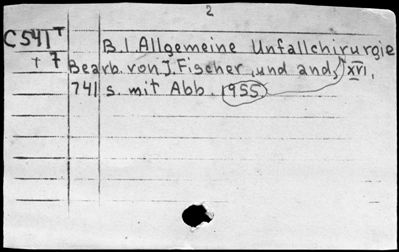 2
C541T B.1.Allgemeine Unfallchirurgie
+7 Bearb. von J. Fischer, und and, XVI,
741 s. mit Abb. 1955.